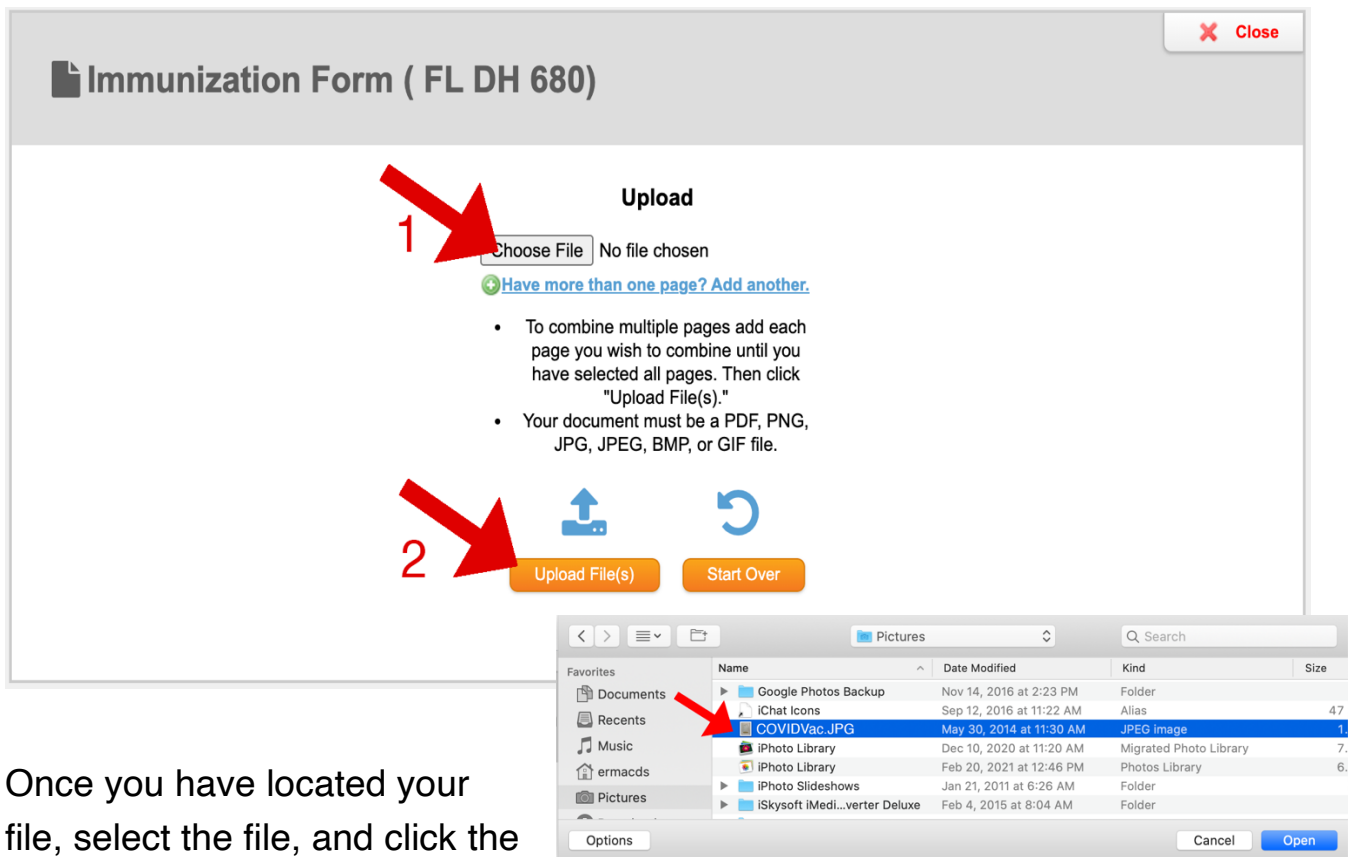 Close
Immunization Form ( FL DH 680)
Upload
1
Choose File No file chosen
Have more than one page? Add another.
• To combine multiple pages add each
page you wish to combine until you
have selected all pages. Then click
"Upload File(s)."
• Your document must be a PDF, PNG,
JPG, JPEG, BMP, or GIF file.
2
Upload File(s) Start Over
Pictures Search
Favorites Name Date Modified Kind Size
Documents Google Photos Backup Nov 14, 2016 at 2:23 PM Folder
iChat Icons Sep 12, 2016 at 11:22 AM Alias 47
Recents COVIDVac.JPG May 30, 2014 at 11:30 AM JPEG image 1.
Music iPhoto Library Dec 10, 2020 at 11:20 AM Migrated Photo Library 7.
ermacds iPhoto Library Feb 20, 2021 at 12:46 PM Photos Library 6.
iPhoto Slideshows Jan 21, 2011 at 6:26 AM Folder
Pictures iSkysoft iMedi...verter Deluxe Feb 4, 2015 at 8:04 AM Folder
Options Cancel Open
Once you have located your
file, select the file, and click the